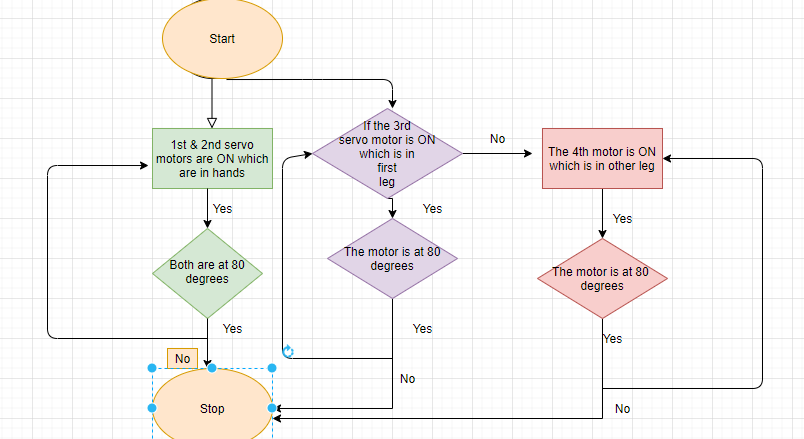 Start
1st & 2nd servo
motors are ON which
are in hands
If the 3rd
servo motor is ON
which is in
first
leg
No
The 4th motor is ON
which is in other leg
Yes
Yes
Yes
Both are at 80
degrees
The motor is at 80
degrees
The motor is at 80
degrees
Yes
Yes
Yes
No
No
No
Stop